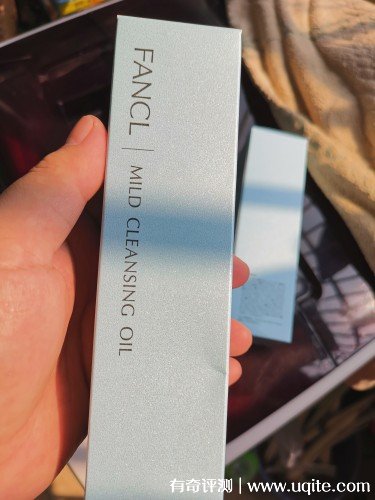 FANCL | MILD CLEANSING OIL
有奇评测 | www.uqite.com